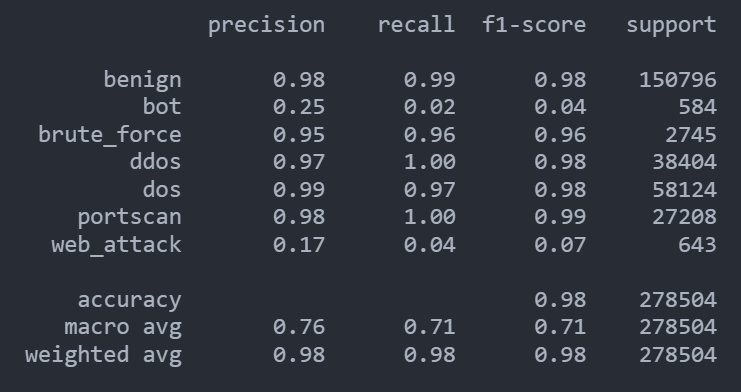 precision recall f1-score support
benign 0.98 0.99 0.98 150796
bot 0.25 0.02 0.04 584
brute_force 0.95 0.96 0.96 2745
ddos 0.97 1.00 0.98 38404
dos 0.99 0.97 0.98 58124
portscan 0.98 1.00 0.99 27208
web_attack 0.17 0.04 0.07 643
accuracy 0.98 278504
macro avg 0.76 0.71 0.71 278504
weighted avg 0.98 0.98 0.98 278504